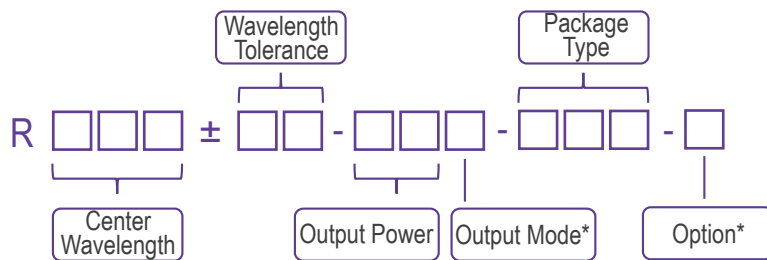 Wavelength
Tolerance
Package
Type
R □□□ ± □□ - □□□ - □□□ - □
Center
Wavelength
Output Power
Output Mode*
Option*